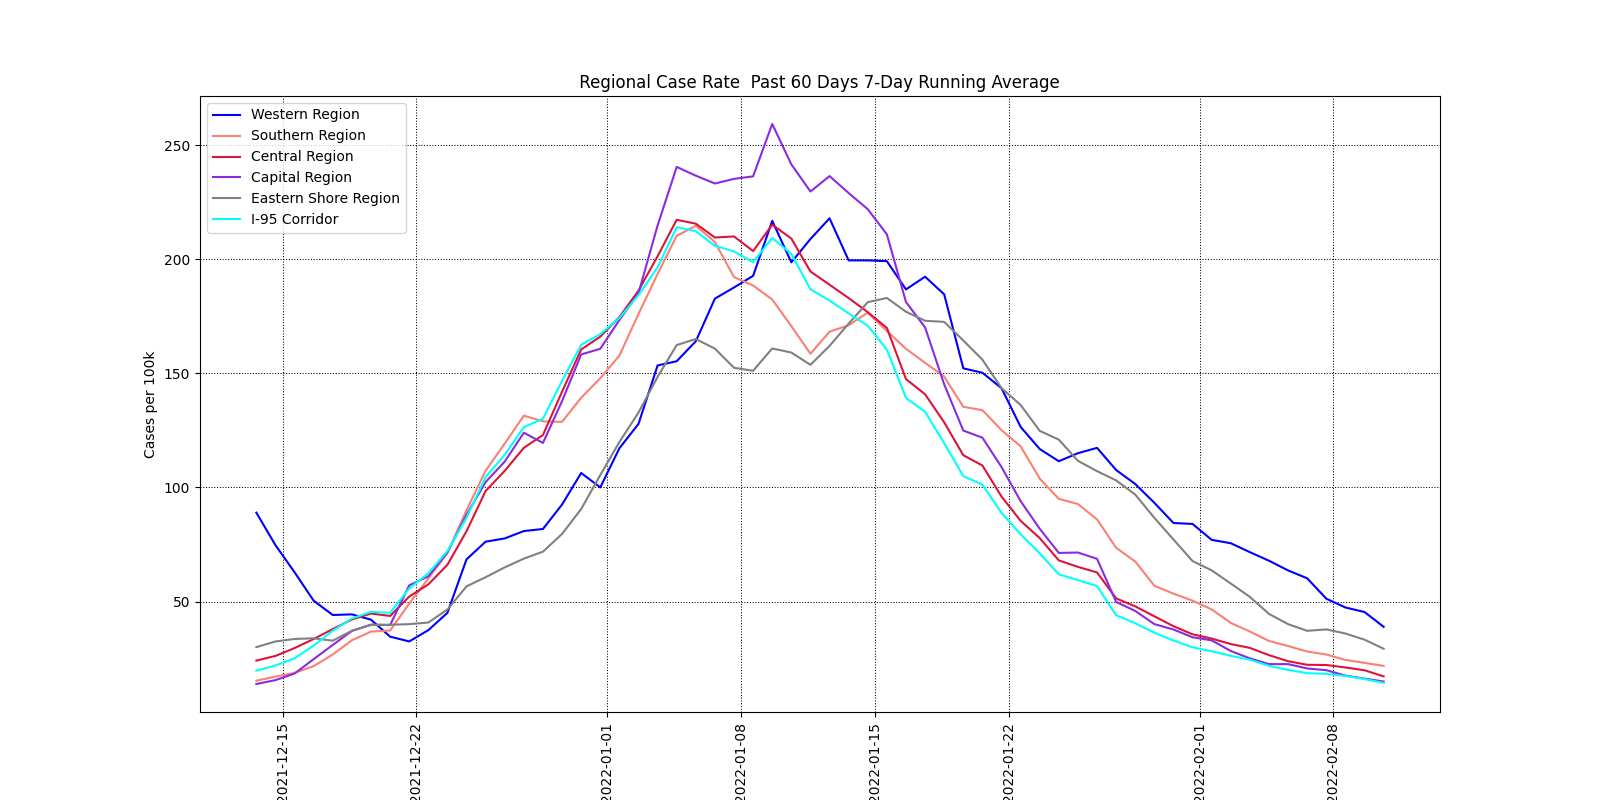 Regional Case Rate  Past 60 Days 7-Day Running Average
Western Region
Southern Region
Central Region
Capital Region
Eastern Shore Region
I-95 Corridor
Cases per 100k
250
200
150
100
50
2021-12-15
2021-12-22
2022-01-01
2022-01-08
2022-01-15
2022-01-22
2022-02-01
2022-02-08